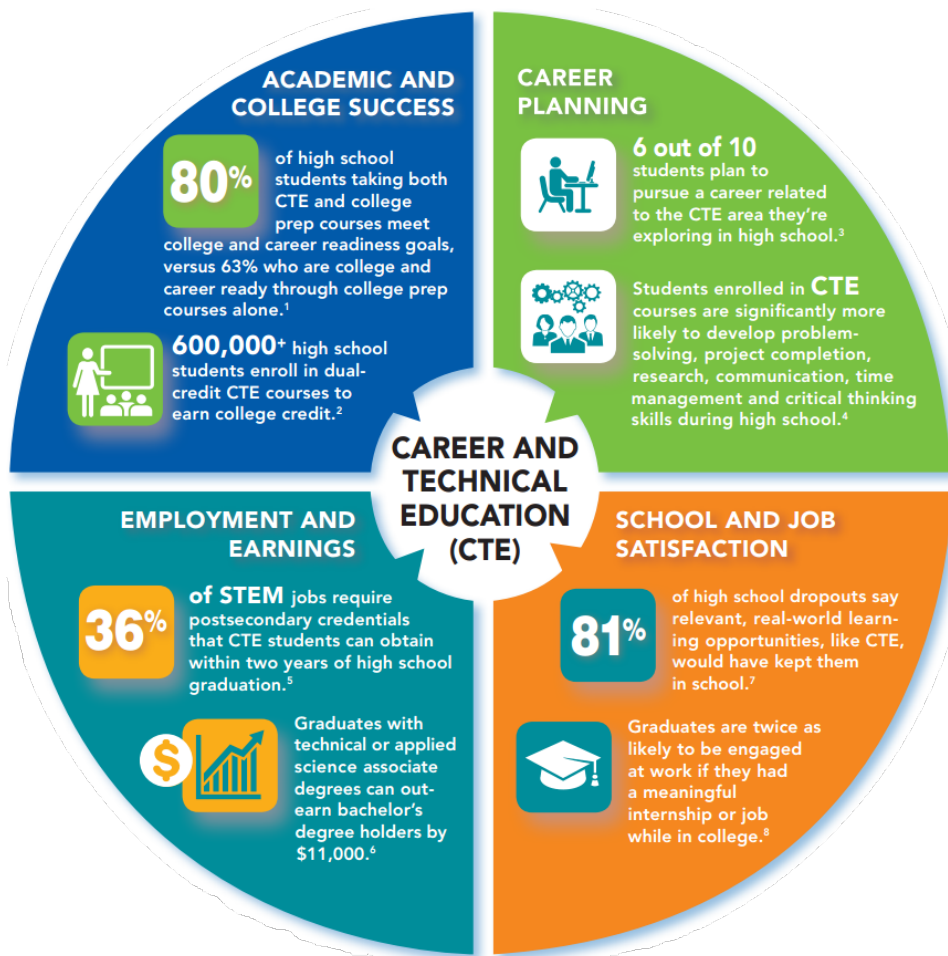 ACADEMIC AND
COLLEGE SUCCESS
80%
of high school
students taking both
CTE and college
prep courses meet
college and career readiness goals,
versus 63% who are college and
career ready through college prep
courses alone.¹
600,000⁺ high school
students enroll in dual-
credit CTE courses to
earn college credit.²
CAREER
PLANNING
6 out of 10
students plan to
pursue a career related
to the CTE area they’re
exploring in high school.³
Students enrolled in CTE
courses are significantly more
likely to develop problem-
solving, project completion,
research, communication, time
management and critical thinking
skills during high school.⁴
CAREER AND
TECHNICAL
EDUCATION
(CTE)
EMPLOYMENT AND
EARNINGS
36%
of STEM jobs require
postsecondary credentials
that CTE students can obtain
within two years of high school
graduation.⁵
$
Graduates with
technical or applied
science associate
degrees can out-
earn bachelor’s
degree holders by
$11,000.⁶
SCHOOL AND JOB
SATISFACTION
81%
of high school dropouts say
relevant, real-world learn-
ing opportunities, like CTE,
would have kept them
in school.⁷
Graduates are twice as
likely to be engaged
at work if they had
a meaningful
internship or job
while in college.⁸